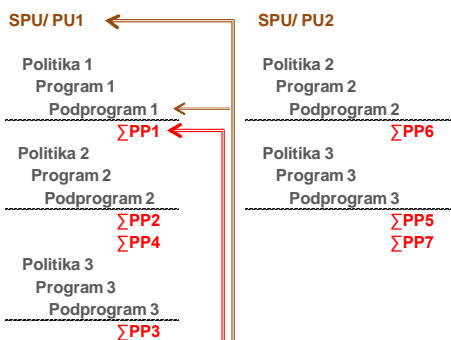 SPU/ PU1
Politika 1
Program 1
Podprogram 1
∑PP1
Politika 2
Program 2
Podprogram 2
∑PP2
∑PP4
Politika 3
Program 3
Podprogram 3
∑PP3
SPU/ PU2
Politika 2
Program 2
Podprogram 2
∑PP6
Politika 3
Program 3
Podprogram 3
∑PP5
∑PP7